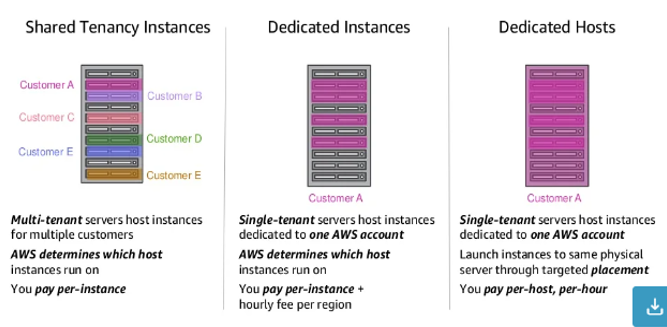 Shared Tenancy Instances
Customer A
Customer B
Customer C
Customer D
Customer E
Customer E
Multi-tenant servers host instances
for multiple customers
AWS determines which host
instances run on
You pay per-instance
Dedicated Instances
Customer A
Single-tenant servers host instances
dedicated to one AWS account
AWS determines which host
instances run on
You pay per-instance +
hourly fee per region
Dedicated Hosts
Customer A
Single-tenant servers host instances
dedicated to one AWS account
Launch instances to same physical
server through targeted placement
You pay per-host, per-hour